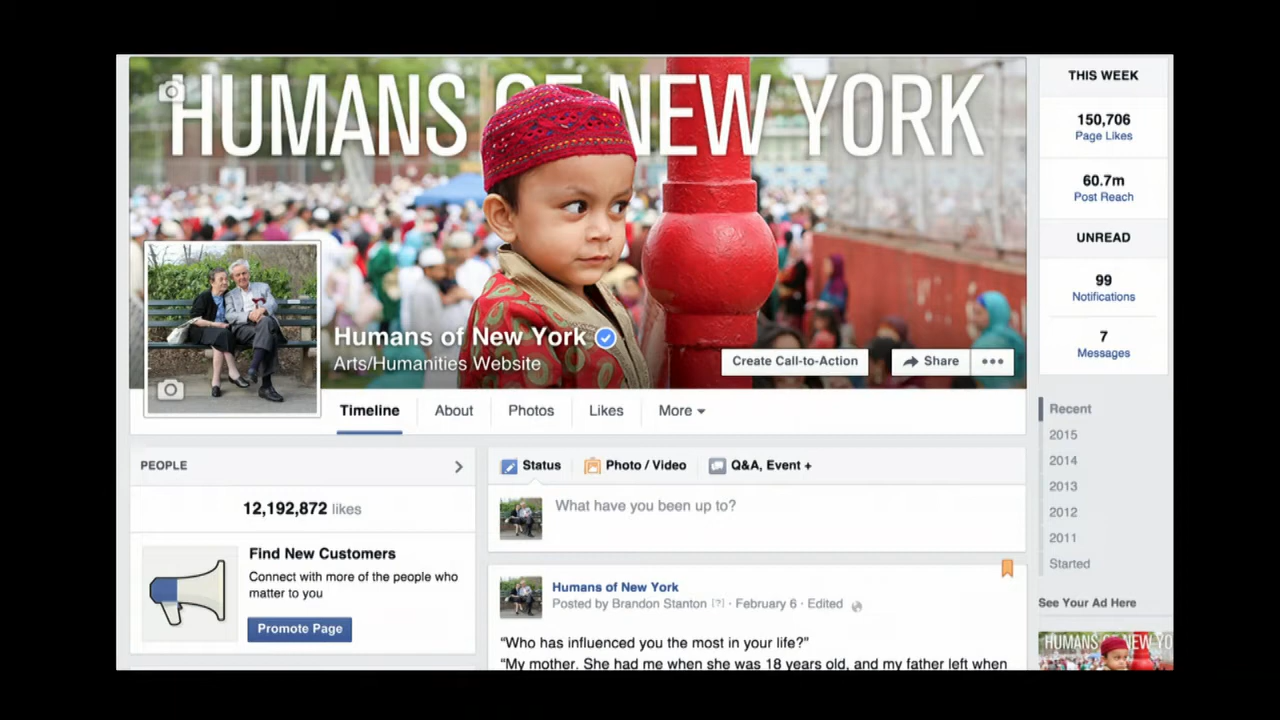 HUMANS OF NEW YORK
Humans of New York
Arts/Humanities Website
Create Call-to-Action
Share
Timeline
About
Photos
Likes
More
THIS WEEK
150,706
Page Likes
60.7m
Post Reach
UNREAD
99
Notifications
7
Messages
Recent
2015
2014
2013
2012
2011
Started
See Your Ad Here
HUMANS OF NEW YO
PEOPLE
12,192,872 likes
Find New Customers
Connect with more of the people who
matter to you
Promote Page
Status
Photo / Video
Q&A, Event +
What have you been up to?
Humans of New York
Posted by Brandon Stanton [?] · February 6 · Edited
"Who has influenced you the most in your life?"
"My mother. She had me when she was 18 years old, and my father left when